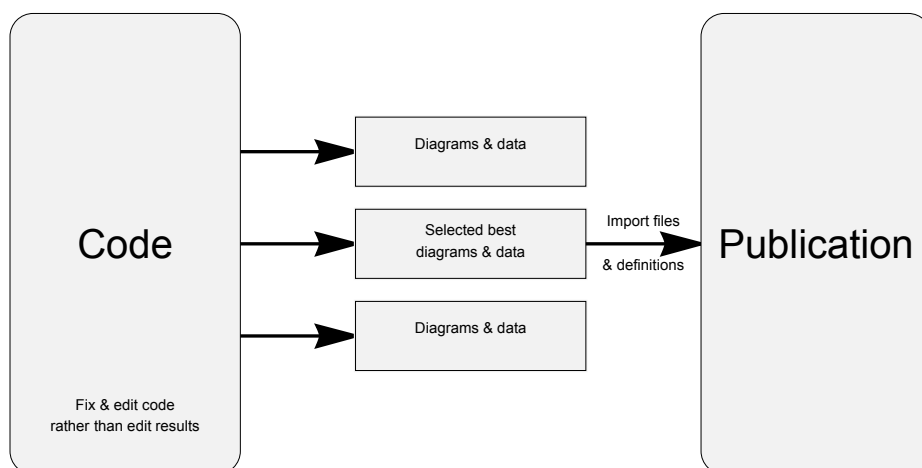 Code
Fix & edit code
rather than edit results
Diagrams & data
Selected best
diagrams & data
Diagrams & data
Import files
& definitions
Publication